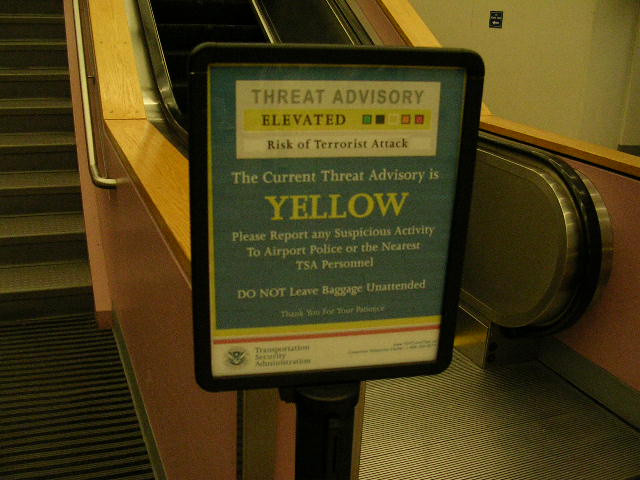 THREAT ADVISORY
ELEVATED
Risk of Terrorist Attack
The Current Threat Advisory is
YELLOW
Please Report any Suspicious Activity
To Airport Police or the Nearest
TSA Personnel
DO NOT Leave Baggage Unattended
Thank You For Your Patience
Transportation
Security
Administration